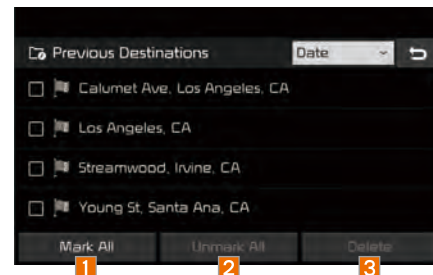 Previous Destinations Date
Calumet Ave, Los Angeles, CA
Los Angeles, CA
Streamwood, Irvine, CA
Young St, Santa Ana, CA
Mark All Unmark All Delete
1 2 3